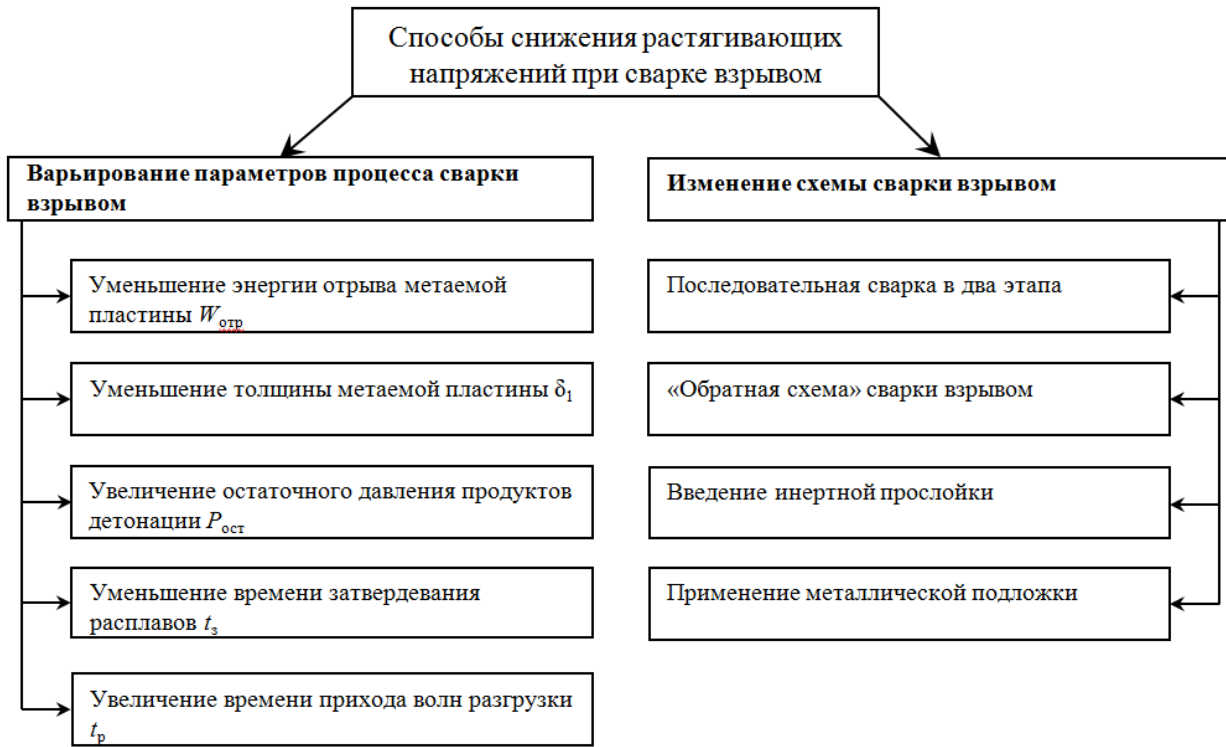 Способы снижения растягивающих
напряжений при сварке взрывом
Варьирование параметров процесса сварки
взрывом
Уменьшение энергии отрыва метаемой
пластины Wотр
Уменьшение толщины метаемой пластины δ1
Увеличение остаточного давления продуктов
детонации Pост
Уменьшение времени затвердевания
расплавов tз
Увеличение времени прихода волн разгрузки
tр
Изменение схемы сварки взрывом
Последовательная сварка в два этапа
«Обратная схема» сварки взрывом
Введение инертной прослойки
Применение металлической подложки